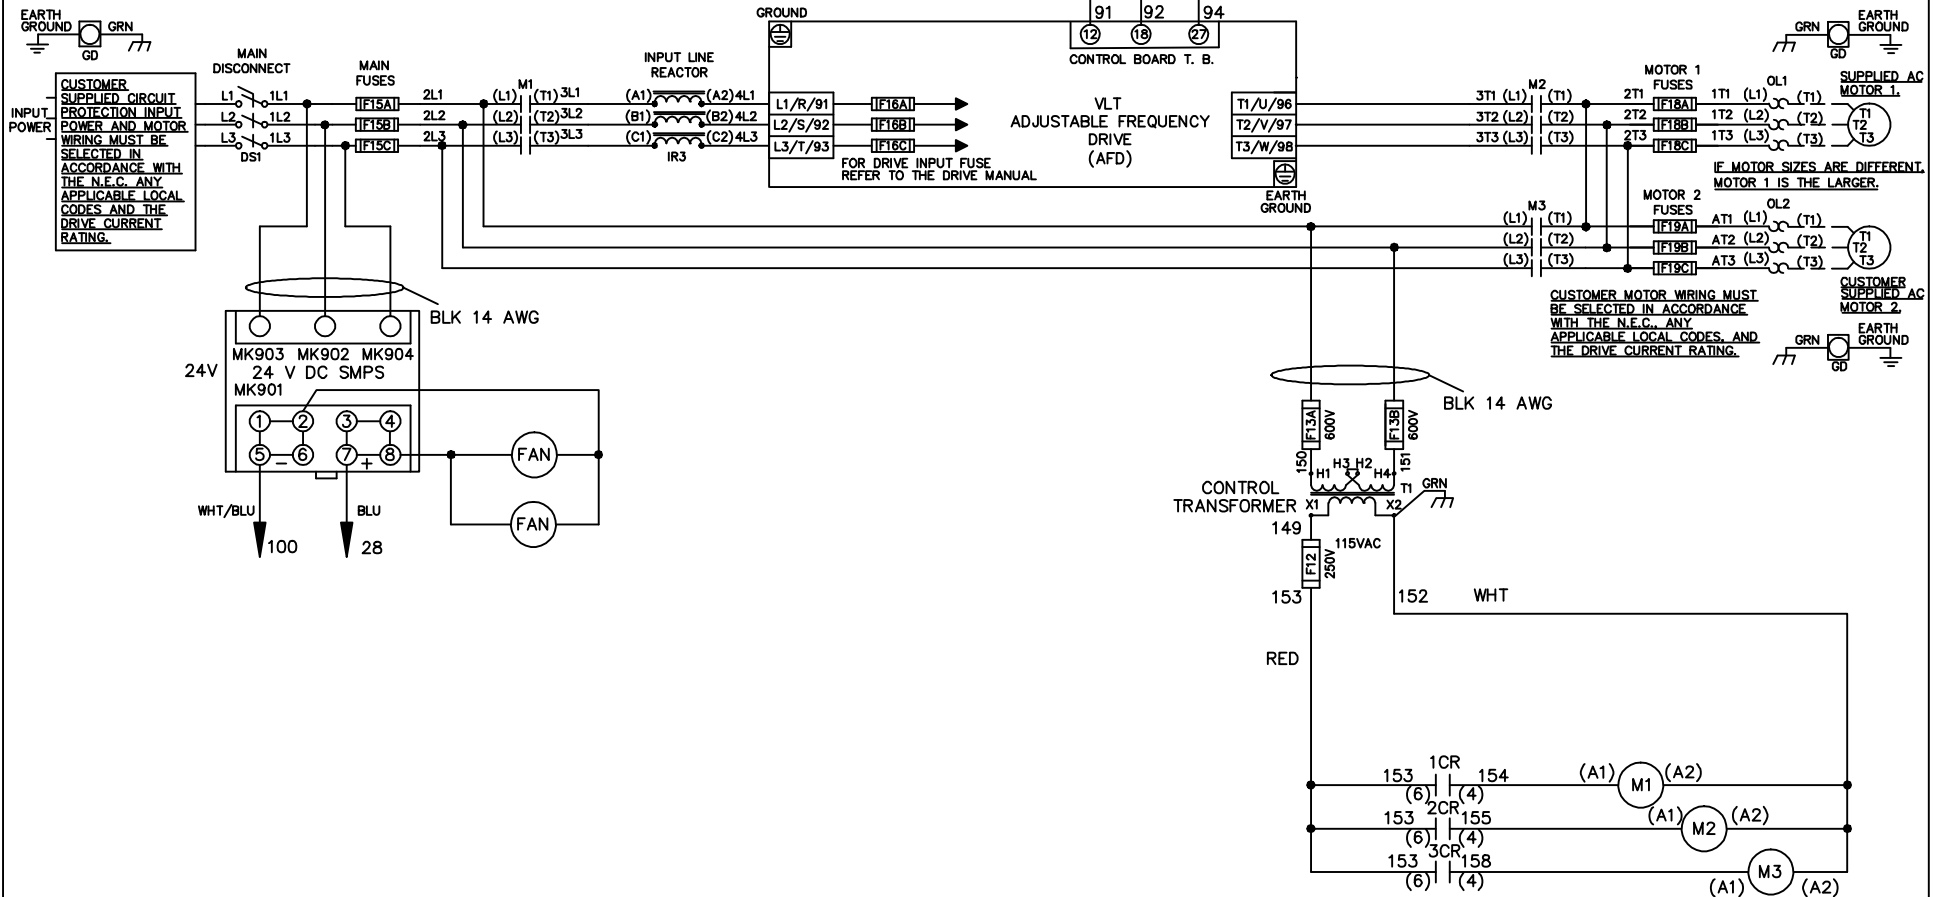 EARTH
GROUND
GRN
GD
INPUT
POWER
CUSTOMER
SUPPLIED CIRCUIT
PROTECTION INPUT
POWER AND MOTOR
WIRING MUST BE
SELECTED IN
ACCORDANCE WITH
THE N.E.C. ANY
APPLICABLE LOCAL
CODES AND THE
DRIVE CURRENT
RATING.
MAIN
DISCONNECT
L1 1L1
L2 1L2
L3 1L3
DS1
MAIN
FUSES
F15A
F15B
F15C
2L1
2L2
2L3
M1
(L1) (T1) 3L1
(L2) (T2) 3L2
(L3) (T3) 3L3
INPUT LINE
REACTOR
(A1) (A2) 4L1
(B1) (B2) 4L2
(C1) (C2) 4L3
IR3
GROUND
L1/R/91
L2/S/92
L3/T/93
F16A
F16B
F16C
FOR DRIVE INPUT FUSE
REFER TO THE DRIVE MANUAL
91 92 94
12 18 27
CONTROL BOARD T. B.
VLT
ADJUSTABLE FREQUENCY
DRIVE
(AFD)
T1/U/96
T2/V/97
T3/W/98
EARTH
GROUND
M2
3T1 (L1) (T1)
3T2 (L2) (T2)
3T3 (L3) (T3)
MOTOR 1
FUSES
2T1 F18A 1T1 (L1)
2T2 F18B 1T2 (L2)
2T3 F18C 1T3 (L3)
OL1
(T1)
(T2)
(T3)
T1
T2
T3
GRN
GD
EARTH
GROUND
SUPPLIED AC
MOTOR 1.
IF MOTOR SIZES ARE DIFFERENT,
MOTOR 1 IS THE LARGER.
M3
(L1) (T1)
(L2) (T2)
(L3) (T3)
MOTOR 2
FUSES
F19A AT1 (L1)
F19B AT2 (L2)
F19C AT3 (L3)
OL2
(T1)
(T2)
(T3)
T1
T2
T3
CUSTOMER
SUPPLIED AC
MOTOR 2.
CUSTOMER MOTOR WIRING MUST
BE SELECTED IN ACCORDANCE
WITH THE N.E.C., ANY
APPLICABLE LOCAL CODES, AND
THE DRIVE CURRENT RATING.
GRN
GD
EARTH
GROUND
BLK 14 AWG
MK903 MK902 MK904
24V
24 V DC SMPS
MK901
1 2 3 4
5 - 6 7 + 8
FAN
FAN
WHT/BLU
BLU
100
28
BLK 14 AWG
F13A
600V
F13B
600V
150
151
H1 H3 H2 H4
T1
GRN
CONTROL
TRANSFORMER
X1 X2
149
115VAC
F12
250V
153
152
WHT
RED
1CR
153 154
(6) (4)
(A1) M1 (A2)
2CR
153 155
(6) (4)
(A1) M2 (A2)
3CR
153 158
(6) (4)
(A1) M3 (A2)